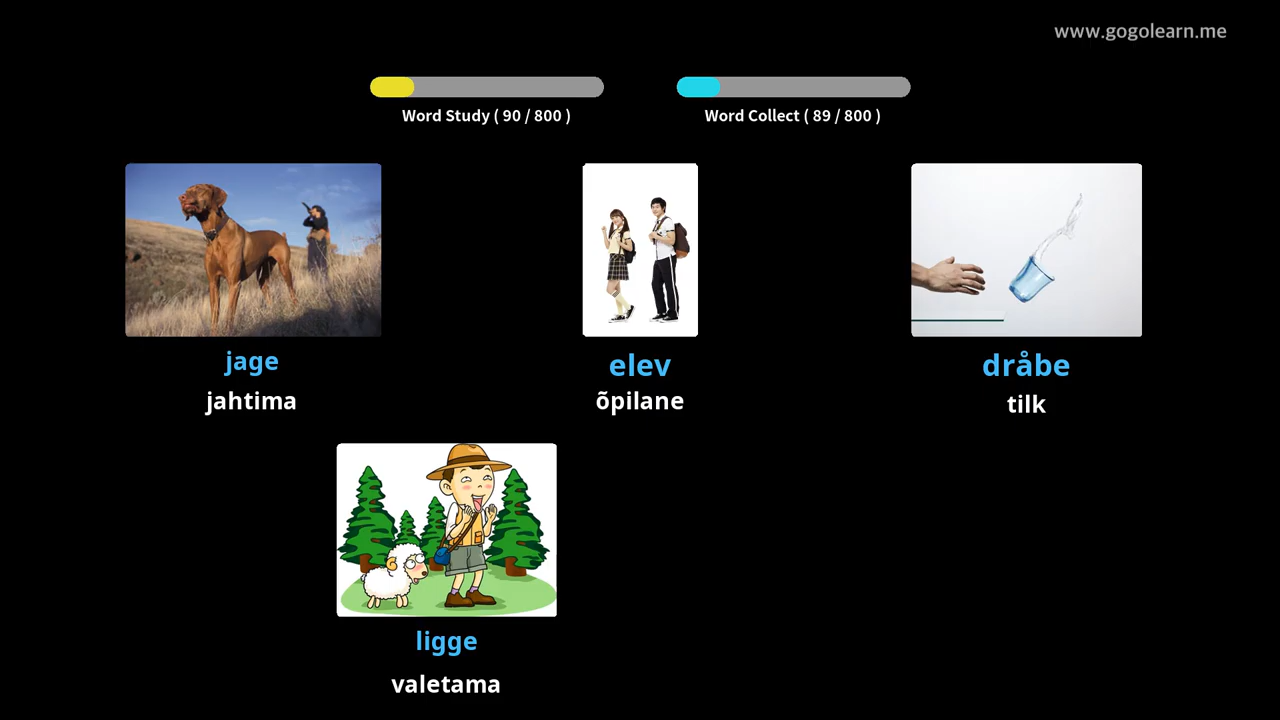 www.gogolearn.me
Word Study ( 90 / 800 )
Word Collect ( 89 / 800 )
jage
jahtima
elev
õpilane
dråbe
tilk
ligge
valetama